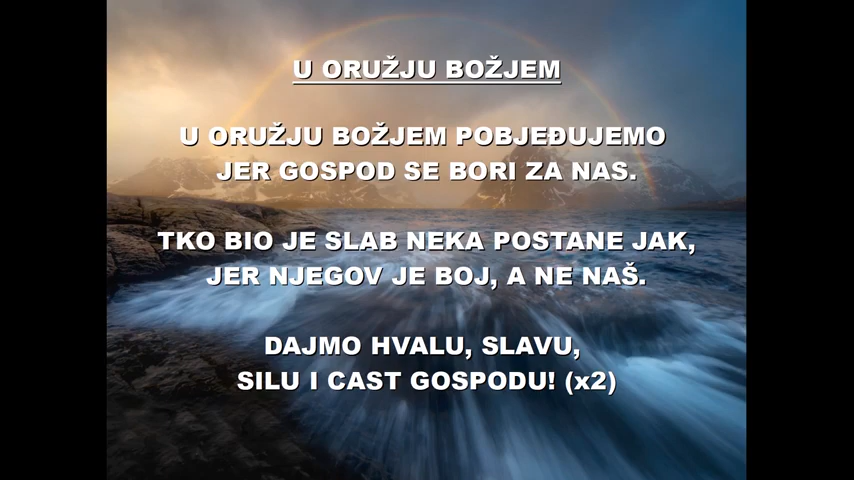 U ORUŽJU BOŽJEM
U ORUŽJU BOŽJEM POBJEĐUJEMO
JER GOSPOD SE BORI ZA NAS.
TKO BIO JE SLAB NEKA POSTANE JAK,
JER NJEGOV JE BOJ, A NE NAŠ.
DAJMO HVALU, SLAVU,
SILU I CAST GOSPODU! (x2)